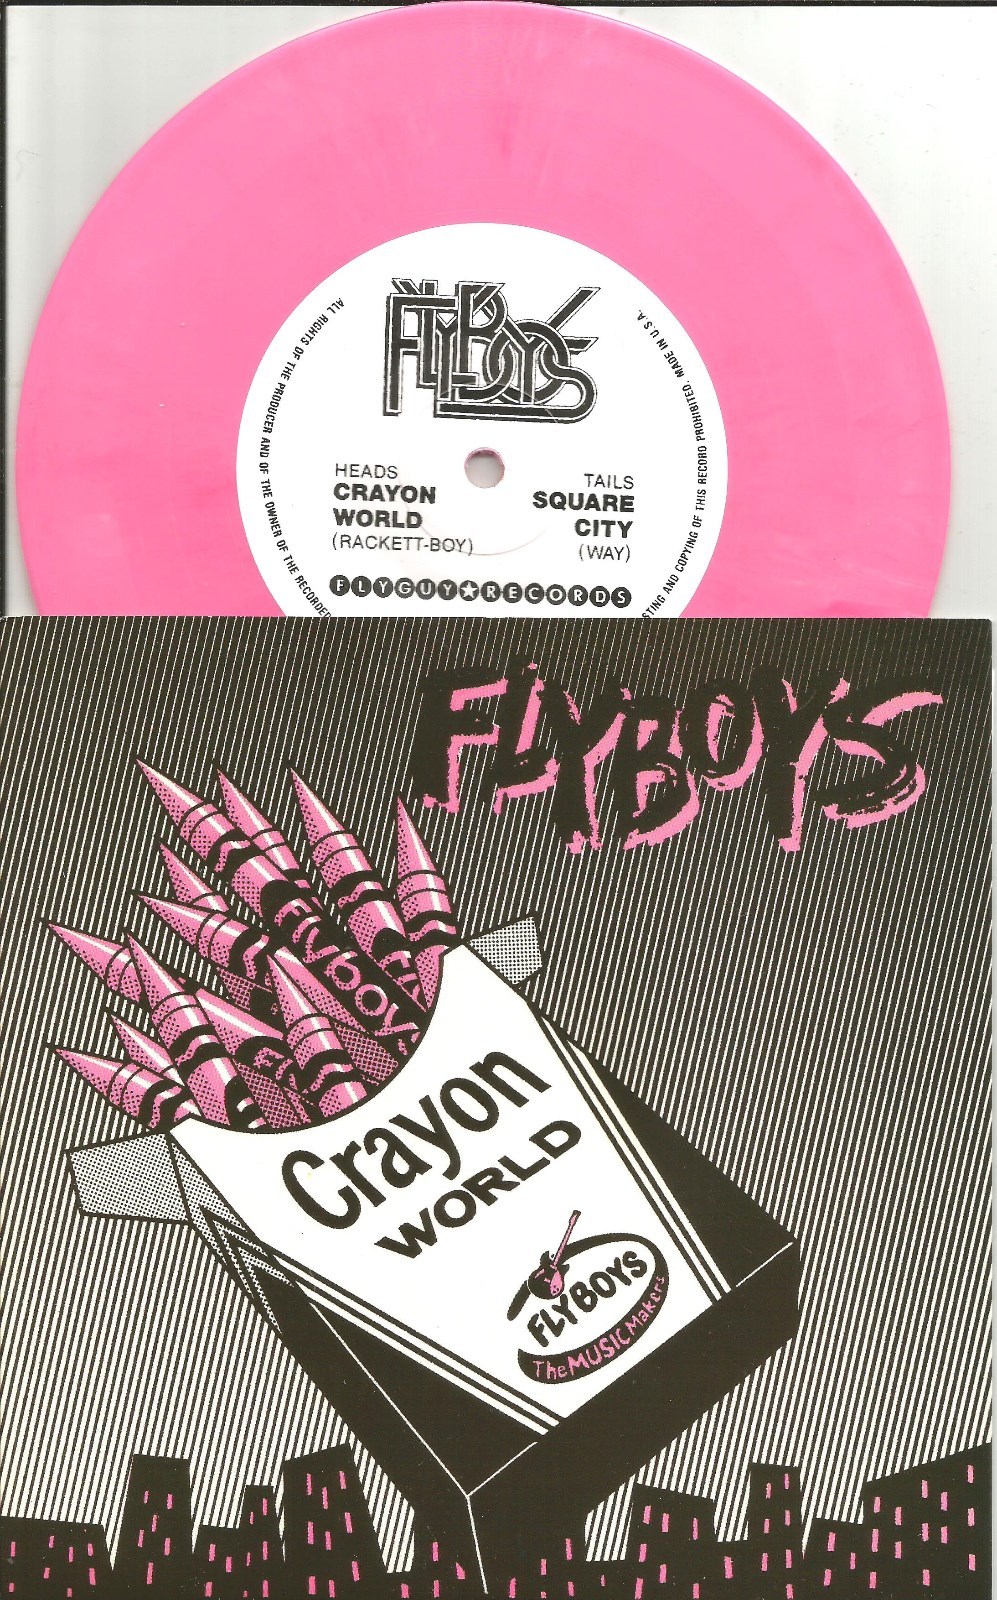 FLYBOYS
ALL RIGHTS OF THE PRODUCER AND OF THE OWNER OF THE RECORDED
STING AND COPYING OF THIS RECORD PROHIBITED. MADE IN U.S.A.
HEADS
CRAYON
WORLD
(RACKETT-BOY)
TAILS
SQUARE
CITY
(WAY)
FLYGUY★RECORDS
FLYBOYS
FLYBOYS
Crayon
WORLD
FLYBOYS
The MUSIC Makers